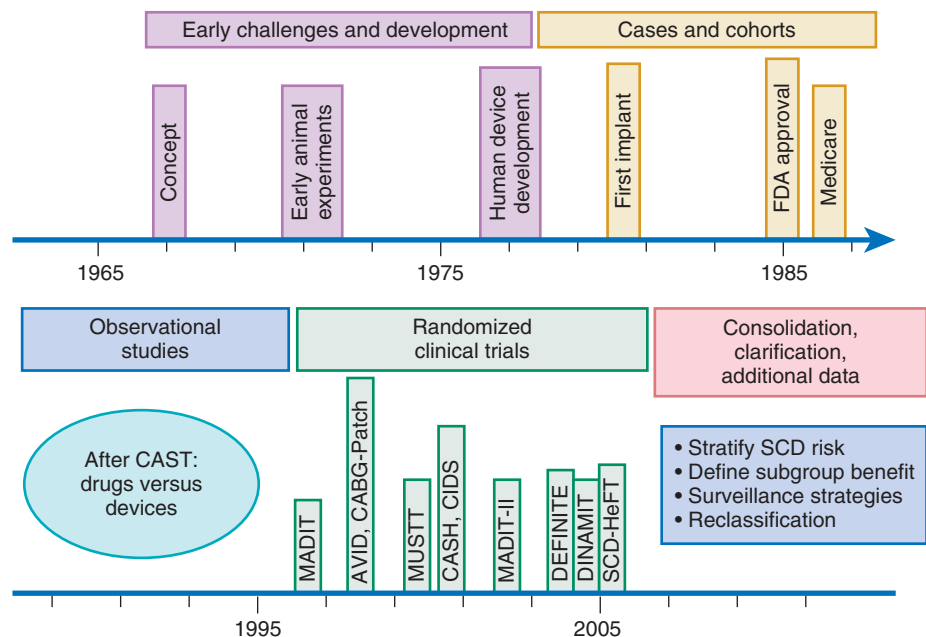 Early challenges and development
Cases and cohorts
Concept
Early animal
experiments
Human device
development
First implant
FDA approval
Medicare
1965
1975
1985
Observational
studies
Randomized
clinical trials
Consolidation,
clarification,
additional data
After CAST:
drugs versus
devices
MADIT
AVID, CABG-Patch
MUSTT
CASH, CIDS
MADIT-II
DEFINITE
DINAMIT
SCD-HeFT
• Stratify SCD risk
• Define subgroup benefit
• Surveillance strategies
• Reclassification
1995
2005